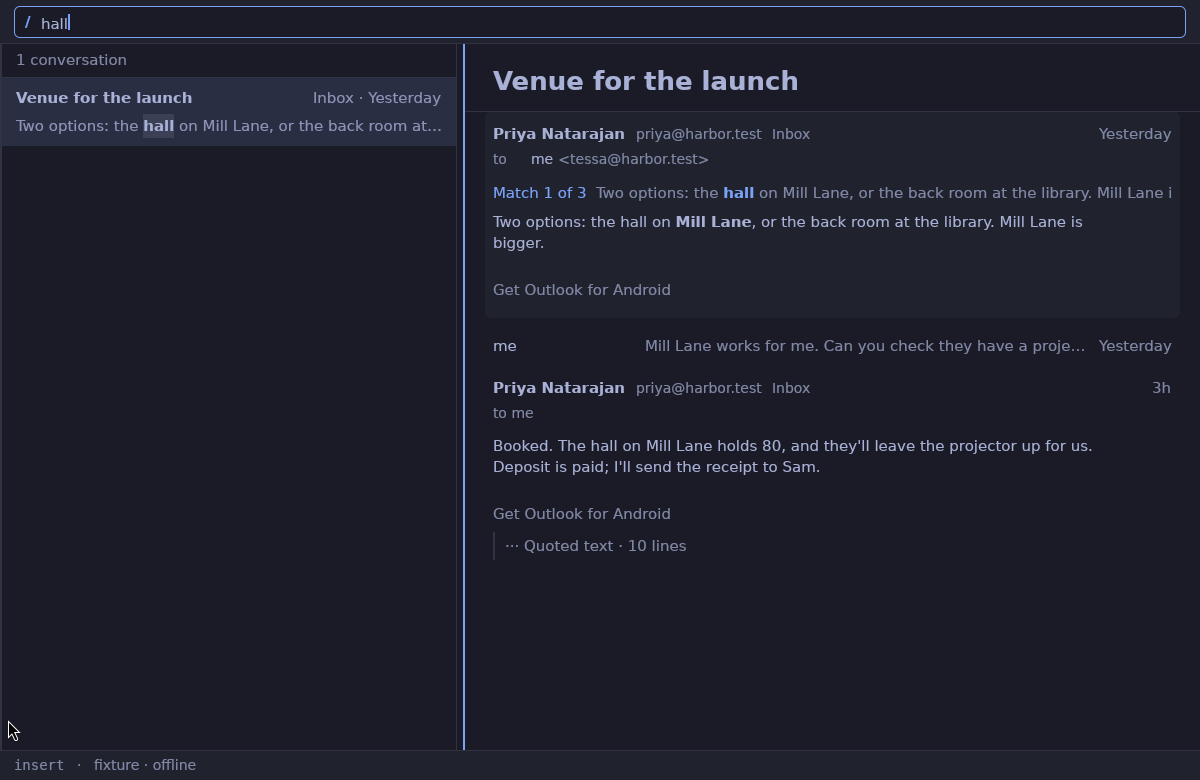 / hall
1 conversation
Venue for the launch Inbox · Yesterday
Two options: the hall on Mill Lane, or the back room at…
Venue for the launch
Priya Natarajan priya@harbor.test Inbox Yesterday
to me <tessa@harbor.test>
Match 1 of 3 Two options: the hall on Mill Lane, or the back room at the library. Mill Lane i
Two options: the hall on Mill Lane, or the back room at the library. Mill Lane is
bigger.
Get Outlook for Android
me Mill Lane works for me. Can you check they have a proje… Yesterday
Priya Natarajan priya@harbor.test Inbox 3h
to me
Booked. The hall on Mill Lane holds 80, and they'll leave the projector up for us.
Deposit is paid; I'll send the receipt to Sam.
Get Outlook for Android
··· Quoted text · 10 lines
insert · fixture · offline